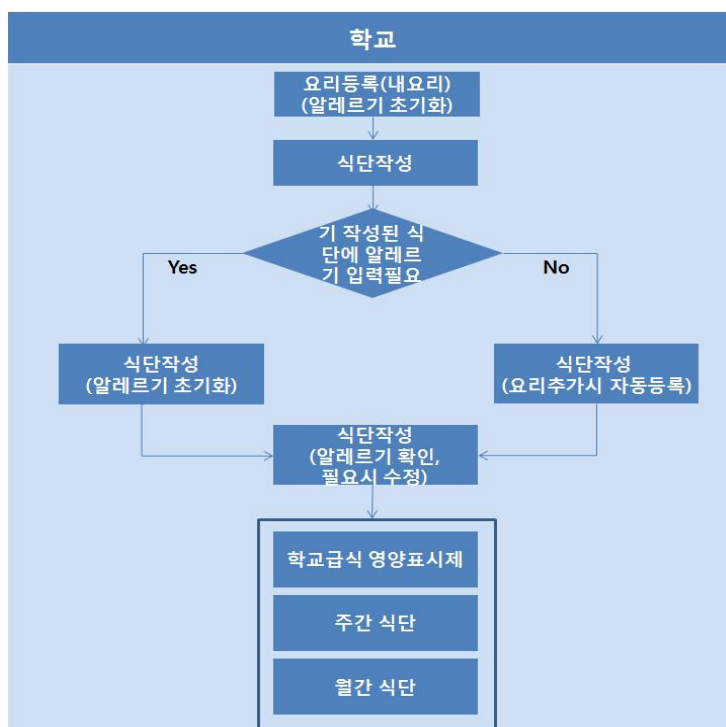 학교
요리등록(내요리)
(알레르기 초기화)
식단작성
기 작성된 식
단에 알레르
기 입력필요
Yes
No
식단작성
(알레르기 초기화)
식단작성
(요리추가시 자동등록)
식단작성
(알레르기 확인,
필요시 수정)
학교급식 영양표시제
주간 식단
월간 식단